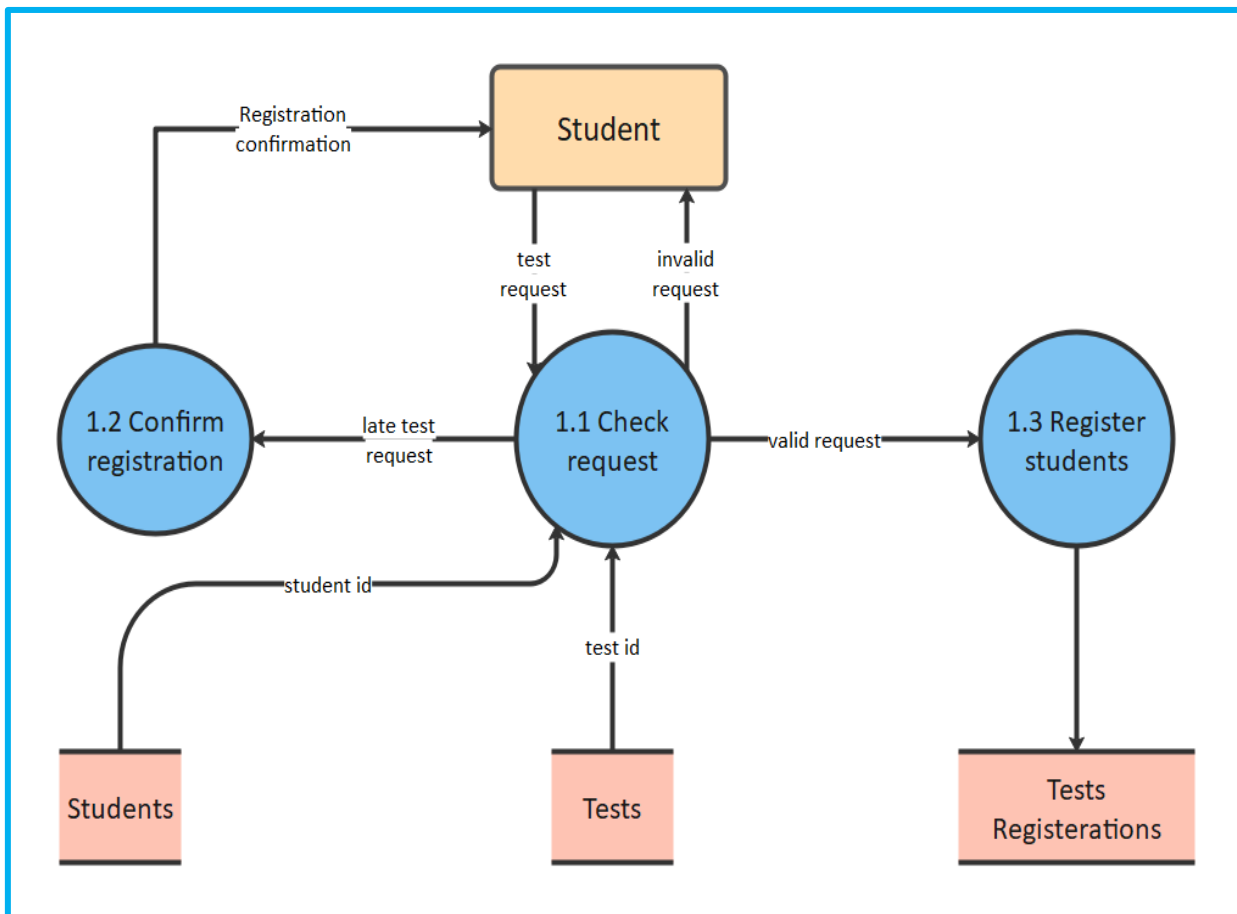 Registration
confirmation
Student
test
request
invalid
request
1.2 Confirm
registration
late test
request
1.1 Check
request
valid request
1.3 Register
students
student id
test id
Students
Tests
Tests
Registerations